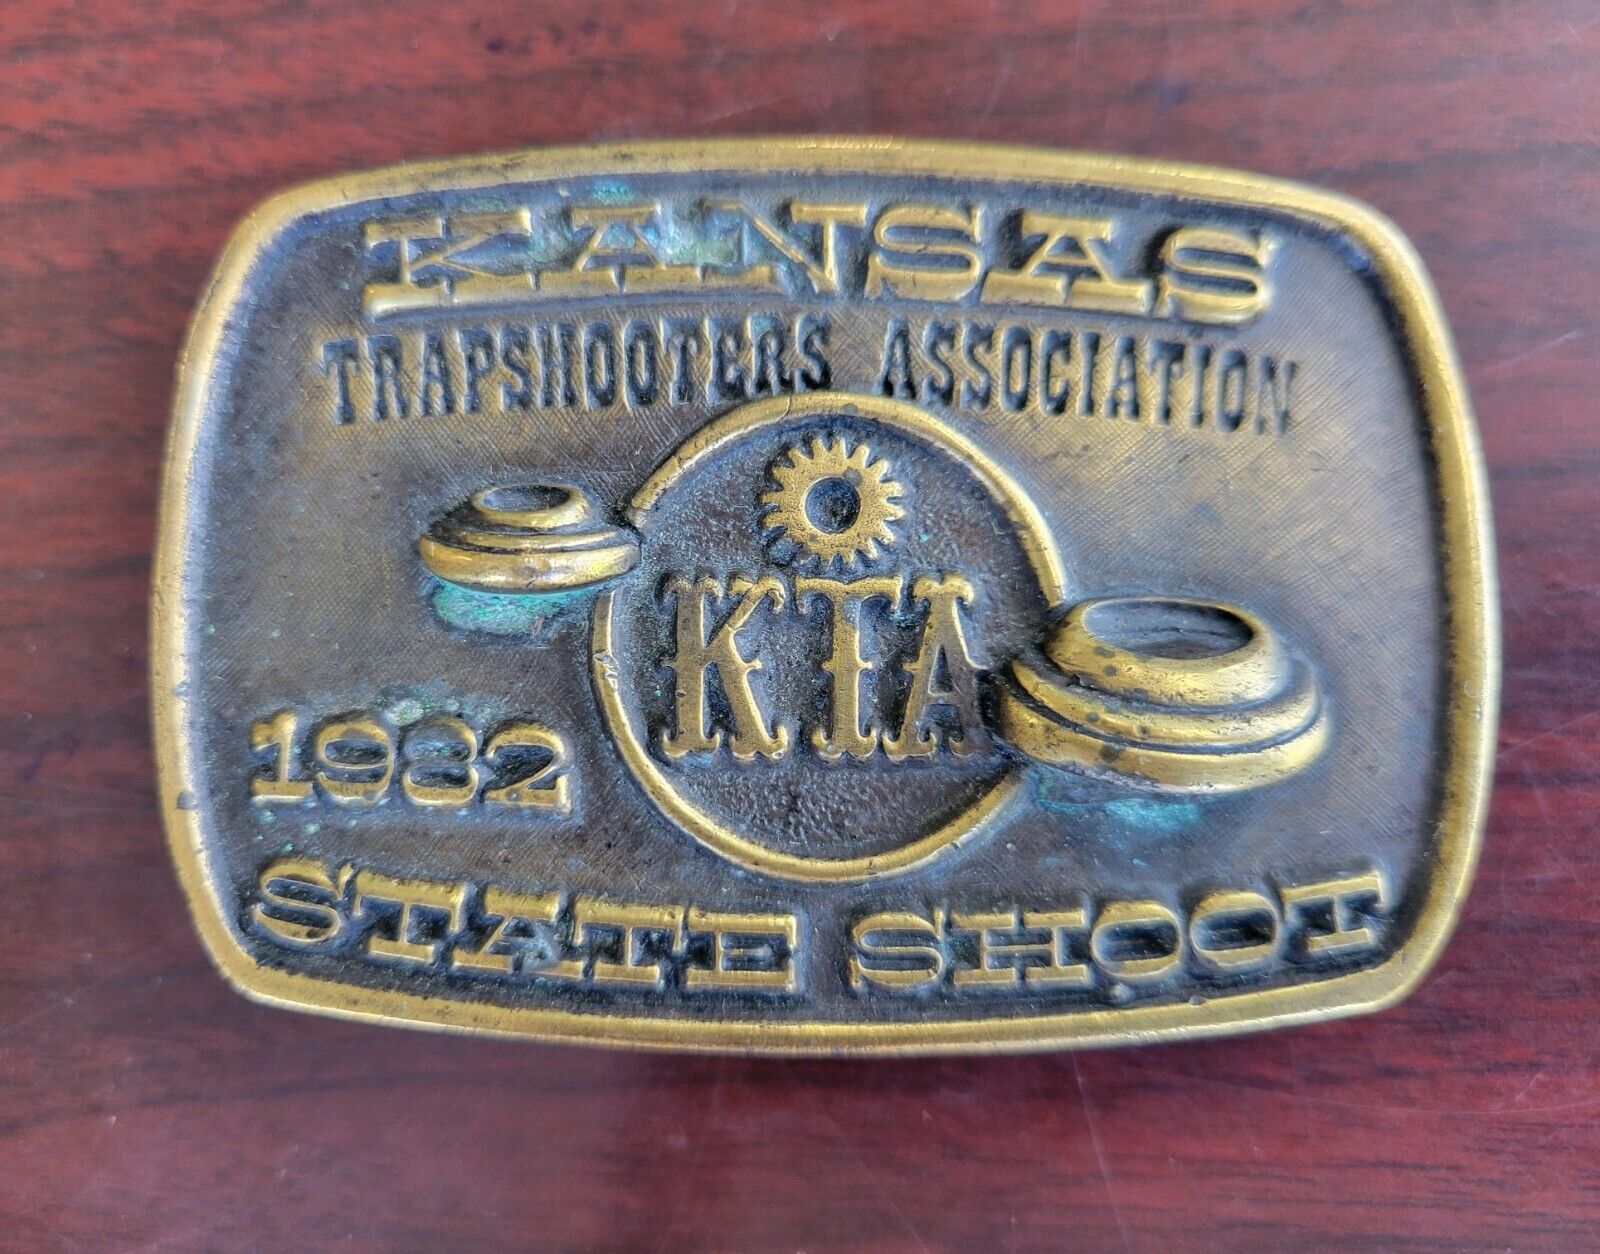 KANSAS
TRAPSHOOTERS ASSOCIATION
KTA
1982
STATE SHOOT